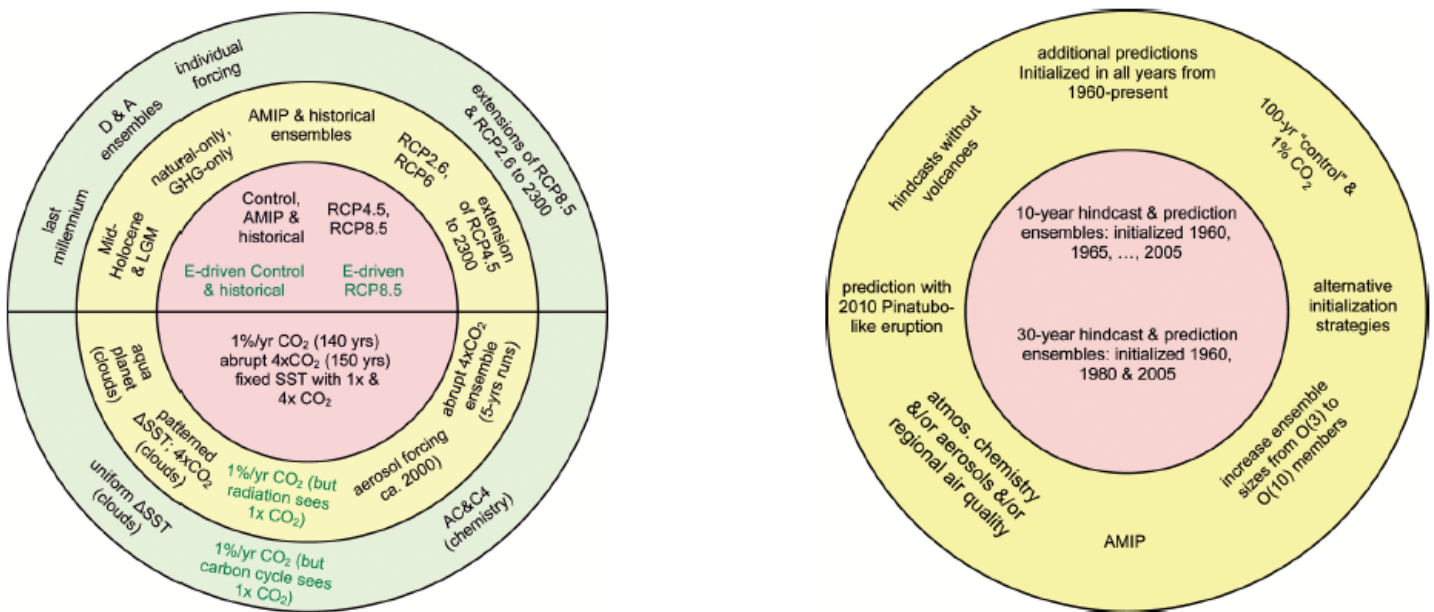 individual
forcing
D & A
ensembles
last
millennium
extensions of RCP8.5
& RCP2.6 to 2300
AMIP & historical
ensembles
natural-only,
GHG-only
Mid-
Holocene
& LGM
RCP2.6,
RCP6
extension
of RCP4.5
to 2300
Control,
AMIP &
historical
RCP4.5,
RCP8.5
E-driven Control
& historical
E-driven
RCP8.5
1%/yr CO₂ (140 yrs)
abrupt 4xCO₂ (150 yrs)
fixed SST with 1x &
4x CO₂
aqua
planet
(clouds)
patterned
ΔSST; 4xCO₂
(clouds)
1%/yr CO₂ (but
radiation sees
1x CO₂)
aerosol forcing
ca. 2000)
abrupt 4xCO₂
ensemble
(5-yrs runs)
uniform ΔSST
(clouds)
1%/yr CO₂ (but
carbon cycle sees
1x CO₂)
AC&C4
(chemistry)
additional predictions
Initialized in all years from
1960-present
hindcasts without
volcanoes
100-yr "control" &
1% CO₂
10-year hindcast & prediction
ensembles: initialized 1960,
1965, …, 2005
prediction with
2010 Pinatubo-
like eruption
alternative
initialization
strategies
30-year hindcast & prediction
ensembles: initialized 1960,
1980 & 2005
atmos. chemistry
&/or aerosols &/or
regional air quality
increase ensemble
sizes from O(3) to
O(10) members
AMIP